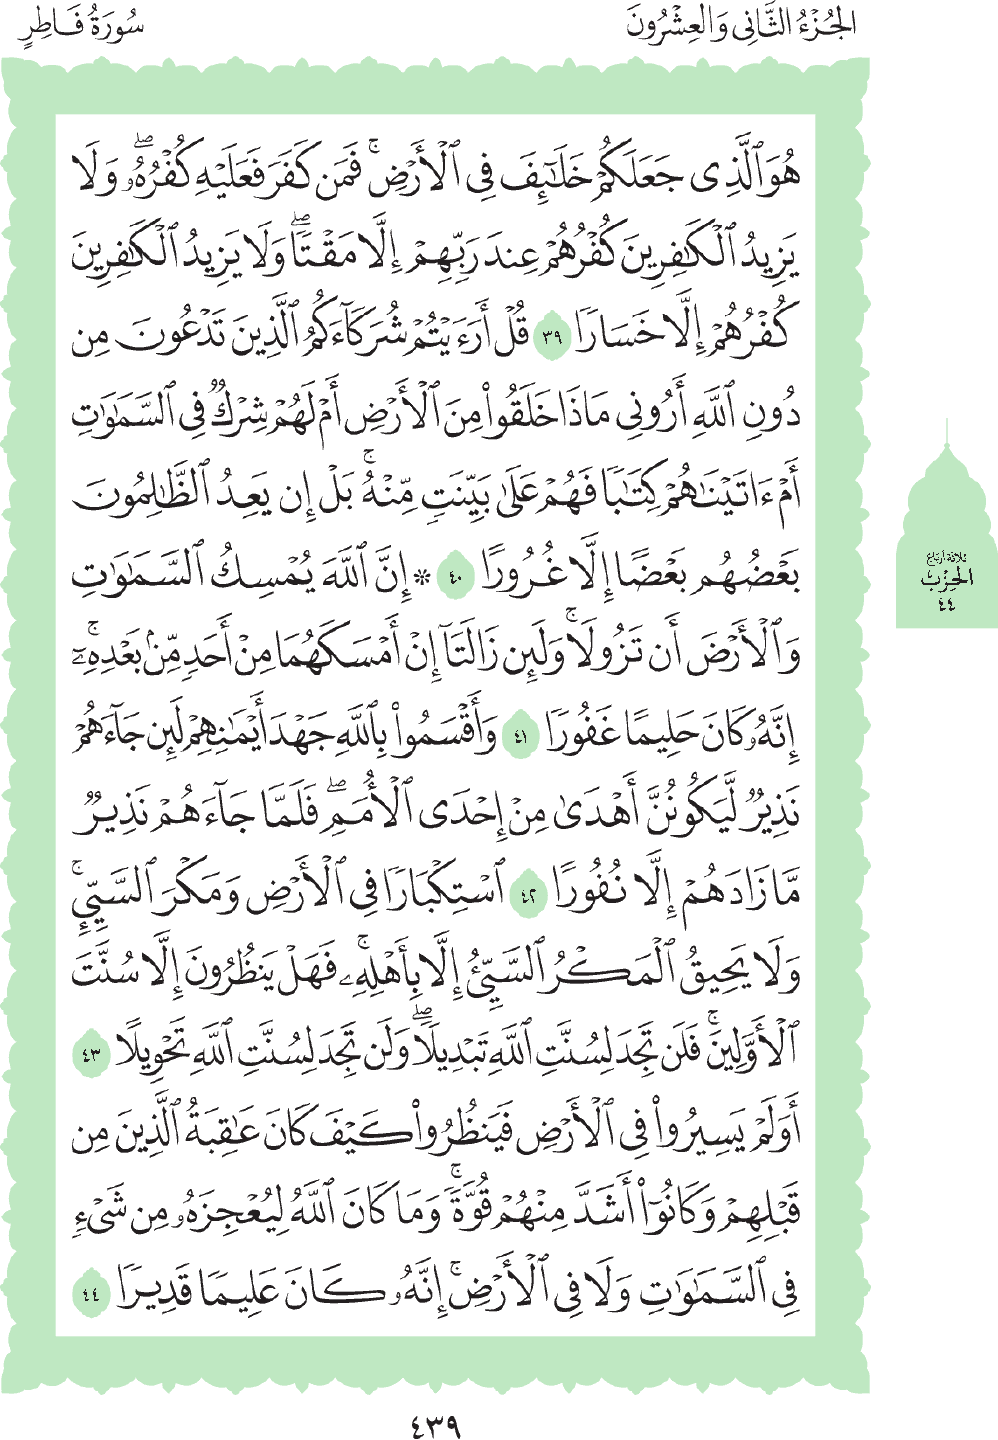 الجُزْءُ الثَّانِي وَالعِشْرُونَ
سُورَةُ فَاطِرٍ
هُوَ ٱلَّذِي جَعَلَكُمْ خَلَٰٓئِفَ فِي ٱلْأَرْضِۚ فَمَن كَفَرَ فَعَلَيْهِ كُفْرُهُۥۖ وَلَا
يَزِيدُ ٱلْكَٰفِرِينَ كُفْرُهُمْ عِندَ رَبِّهِمْ إِلَّا مَقْتًاۖ وَلَا يَزِيدُ ٱلْكَٰفِرِينَ
كُفْرُهُمْ إِلَّا خَسَارًا ٣٩ قُلْ أَرَءَيْتُمْ شُرَكَآءَكُمُ ٱلَّذِينَ تَدْعُونَ مِن
دُونِ ٱللَّهِ أَرُونِي مَاذَا خَلَقُوا۟ مِنَ ٱلْأَرْضِ أَمْ لَهُمْ شِرْكٌ فِي ٱلسَّمَٰوَٰتِ
أَمْ ءَاتَيْنَٰهُمْ كِتَٰبًا فَهُمْ عَلَىٰ بَيِّنَتٍ مِّنْهُۚ بَلْ إِن يَعِدُ ٱلظَّٰلِمُونَ
بَعْضُهُم بَعْضًا إِلَّا غُرُورًا ٤٠ ۞ إِنَّ ٱللَّهَ يُمْسِكُ ٱلسَّمَٰوَٰتِ
وَٱلْأَرْضَ أَن تَزُولَاۚ وَلَئِن زَالَتَآ إِنْ أَمْسَكَهُمَا مِنْ أَحَدٍ مِّنۢ بَعْدِهِۦٓۚ
إِنَّهُۥ كَانَ حَلِيمًا غَفُورًا ٤١ وَأَقْسَمُوا۟ بِٱللَّهِ جَهْدَ أَيْمَٰنِهِمْ لَئِن جَآءَهُمْ
نَذِيرٌ لَّيَكُونُنَّ أَهْدَىٰ مِنْ إِحْدَى ٱلْأُمَمِۖ فَلَمَّا جَآءَهُمْ نَذِيرٌ
مَّا زَادَهُمْ إِلَّا نُفُورًا ٤٢ ٱسْتِكْبَارًا فِي ٱلْأَرْضِ وَمَكْرَ ٱلسَّيِّئِۚ
وَلَا يَحِيقُ ٱلْمَكْرُ ٱلسَّيِّئُ إِلَّا بِأَهْلِهِۦۚ فَهَلْ يَنظُرُونَ إِلَّا سُنَّتَ
ٱلْأَوَّلِينَۚ فَلَن تَجِدَ لِسُنَّتِ ٱللَّهِ تَبْدِيلًاۖ وَلَن تَجِدَ لِسُنَّتِ ٱللَّهِ تَحْوِيلًا ٤٣
أَوَلَمْ يَسِيرُوا۟ فِي ٱلْأَرْضِ فَيَنظُرُوا۟ كَيْفَ كَانَ عَٰقِبَةُ ٱلَّذِينَ مِن
قَبْلِهِمْ وَكَانُوٓا۟ أَشَدَّ مِنْهُمْ قُوَّةًۚ وَمَا كَانَ ٱللَّهُ لِيُعْجِزَهُۥ مِن شَيْءٍ
فِي ٱلسَّمَٰوَٰتِ وَلَا فِي ٱلْأَرْضِۚ إِنَّهُۥ كَانَ عَلِيمًا قَدِيرًا ٤٤
ثلاثة أرباع
الحِزْب
٤٤
٤٣٩